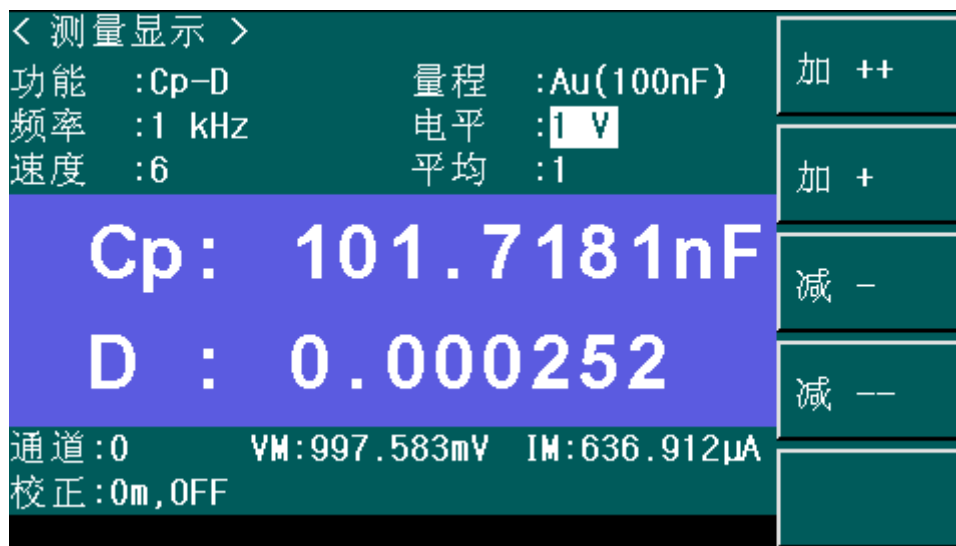 < 测量显示 >
功能 :Cp-D 量程 :Au(100nF)
频率 :1 kHz 电平 :1 V
速度 :6 平均 :1
Cp: 101.7181nF
D : 0.000252
通道:0 VM:997.583mV IM:636.912μA
校正:0m,OFF
加 ++
加 +
减 -
减 --